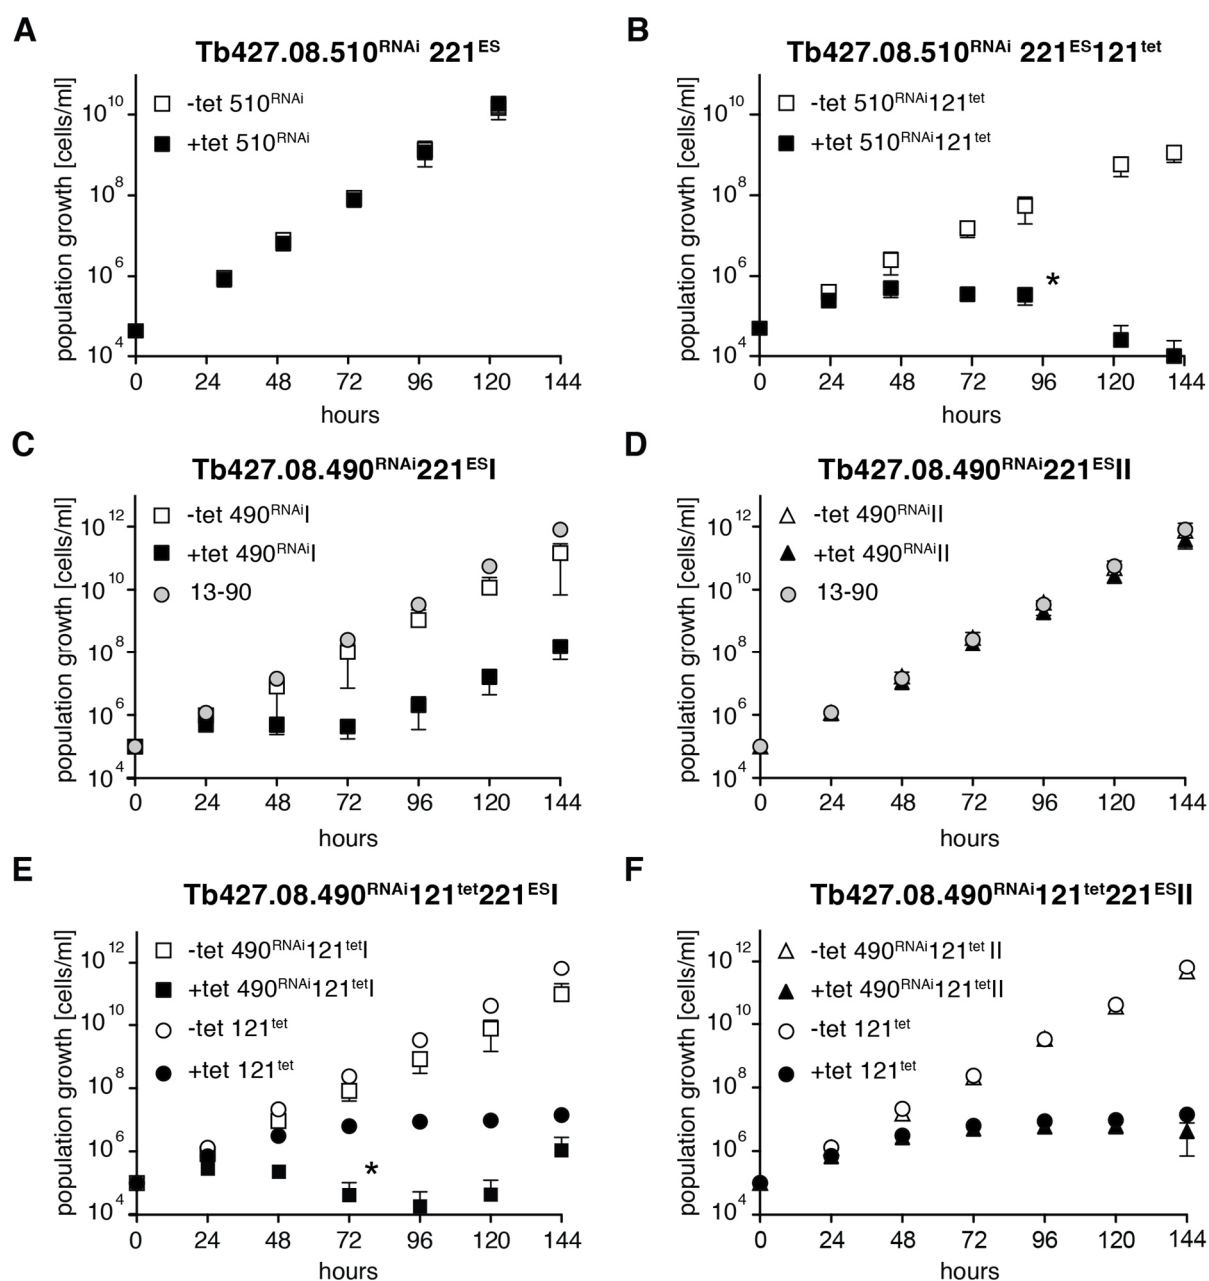 A
Tb427.08.510RNAi 221ES
population growth [cells/ml]
-tet 510RNAi
+tet 510RNAi
10 10
10 8
10 6
10 4
0 24 48 72 96 120 144
hours
B
Tb427.08.510RNAi 221ES121tet
population growth [cells/ml]
-tet 510RNAi121tet
+tet 510RNAi121tet
10 10
10 8
10 6
10 4
*
0 24 48 72 96 120 144
hours
C
Tb427.08.490RNAi221ESI
population growth [cells/ml]
-tet 490RNAiI
+tet 490RNAiI
13-90
10 12
10 10
10 8
10 6
10 4
0 24 48 72 96 120 144
hours
D
Tb427.08.490RNAi221ESII
population growth [cells/ml]
-tet 490RNAiII
+tet 490RNAiII
13-90
10 12
10 10
10 8
10 6
10 4
0 24 48 72 96 120 144
hours
E
Tb427.08.490RNAi121tet221ESI
population growth [cells/ml]
-tet 490RNAi121tetI
+tet 490RNAi121tetI
-tet 121tet
+tet 121tet
10 12
10 10
10 8
10 6
10 4
*
0 24 48 72 96 120 144
hours
F
Tb427.08.490RNAi121tet221ESII
population growth [cells/ml]
-tet 490RNAi121tet II
+tet 490RNAi121tetII
-tet 121tet
+tet 121tet
10 12
10 10
10 8
10 6
10 4
0 24 48 72 96 120 144
hours